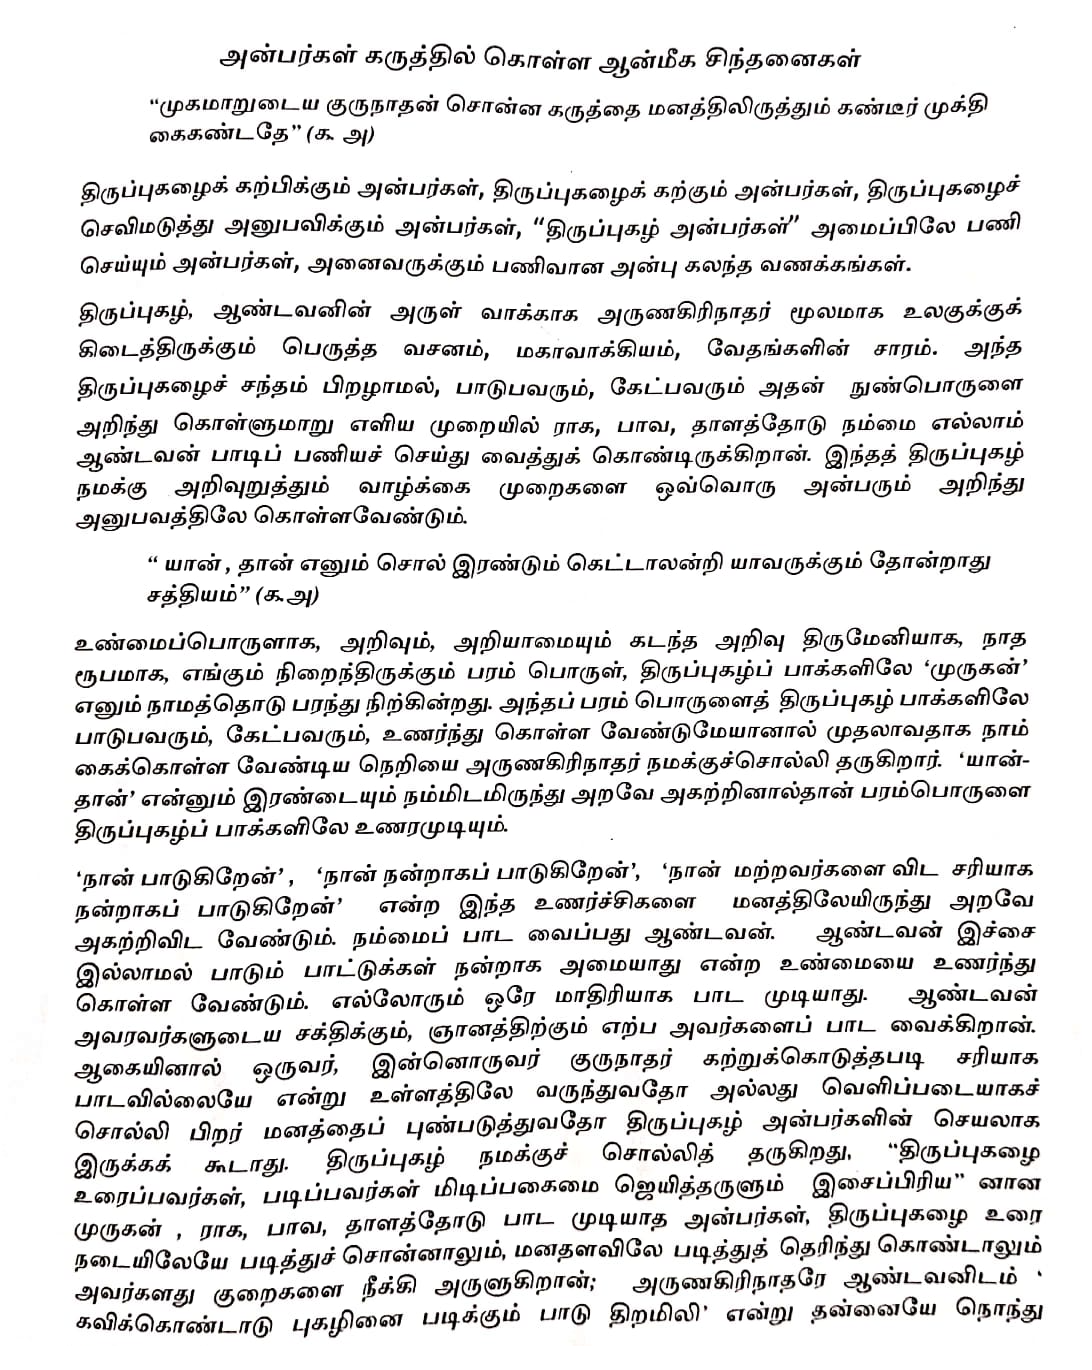 அன்பர்கள் கருத்தில் கொள்ள ஆன்மீக சிந்தனைகள்
“முகமாறுடைய குருநாதன் சொன்ன கருத்தை மனத்திலிருத்தும் கண்டீர் முக்தி
கைகண்டதே” (க. அ)
திருப்புகழைக் கற்பிக்கும் அன்பர்கள், திருப்புகழைக் கற்கும் அன்பர்கள், திருப்புகழைச்
செவிமடுத்து அனுபவிக்கும் அன்பர்கள், “திருப்புகழ் அன்பர்கள்” அமைப்பிலே பணி
செய்யும் அன்பர்கள், அனைவருக்கும் பணிவான அன்பு கலந்த வணக்கங்கள்.
திருப்புகழ், ஆண்டவனின் அருள் வாக்காக அருணகிரிநாதர் மூலமாக உலகுக்குக்
கிடைத்திருக்கும் பெருத்த வசனம், மகாவாக்கியம், வேதங்களின் சாரம். அந்த
திருப்புகழைச் சந்தம் பிறழாமல், பாடுபவரும், கேட்பவரும் அதன் நுண்பொருளை
அறிந்து கொள்ளுமாறு எளிய முறையில் ராக, பாவ, தாளத்தோடு நம்மை எல்லாம்
ஆண்டவன் பாடிப் பணியச் செய்து வைத்துக் கொண்டிருக்கிறான். இந்தத் திருப்புகழ்
நமக்கு அறிவுறுத்தும் வாழ்க்கை முறைகளை ஒவ்வொரு அன்பரும் அறிந்து
அனுபவத்திலே கொள்ளவேண்டும்.
“ யான் , தான் எனும் சொல் இரண்டும் கெட்டாலன்றி யாவருக்கும் தோன்றாது
சத்தியம்” (க.அ)
உண்மைப்பொருளாக, அறிவும், அறியாமையும் கடந்த அறிவு திருமேனியாக, நாத
ரூபமாக, எங்கும் நிறைந்திருக்கும் பரம் பொருள், திருப்புகழ்ப் பாக்களிலே ‘முருகன்’
எனும் நாமத்தொடு பரந்து நிற்கின்றது. அந்தப் பரம் பொருளைத் திருப்புகழ் பாக்களிலே
பாடுபவரும், கேட்பவரும், உணர்ந்து கொள்ள வேண்டுமேயானால் முதலாவதாக நாம்
கைக்கொள்ள வேண்டிய நெறியை அருணகிரிநாதர் நமக்குச்சொல்லி தருகிறார். ‘யான்-
தான்’ என்னும் இரண்டையும் நம்மிடமிருந்து அறவே அகற்றினால்தான் பரம்பொருளை
திருப்புகழ்ப் பாக்களிலே உணரமுடியும்.
‘நான் பாடுகிறேன்’ , ‘நான் நன்றாகப் பாடுகிறேன்’, ‘நான் மற்றவர்களை விட சரியாக
நன்றாகப் பாடுகிறேன்’ என்ற இந்த உணர்ச்சிகளை மனத்திலேயிருந்து அறவே
அகற்றிவிட வேண்டும். நம்மைப் பாட வைப்பது ஆண்டவன். ஆண்டவன் இச்சை
இல்லாமல் பாடும் பாட்டுக்கள் நன்றாக அமையாது என்ற உண்மையை உணர்ந்து
கொள்ள வேண்டும். எல்லோரும் ஒரே மாதிரியாக பாட முடியாது. ஆண்டவன்
அவரவர்களுடைய சக்திக்கும், ஞானத்திற்கும் எற்ப அவர்களைப் பாட வைக்கிறான்.
ஆகையினால் ஒருவர், இன்னொருவர் குருநாதர் கற்றுக்கொடுத்தபடி சரியாக
பாடவில்லையே என்று உள்ளத்திலே வருந்துவதோ அல்லது வெளிப்படையாகச்
சொல்லி பிறர் மனத்தைப் புண்படுத்துவதோ திருப்புகழ் அன்பர்களின் செயலாக
இருக்கக் கூடாது. திருப்புகழ் நமக்குச் சொல்லித் தருகிறது, “திருப்புகழை
உரைப்பவர்கள், படிப்பவர்கள் மிடிப்பகைமை ஜெயித்தருளும் இசைப்பிரிய” னான
முருகன் , ராக, பாவ, தாளத்தோடு பாட முடியாத அன்பர்கள், திருப்புகழை உரை
நடையிலேயே படித்துச் சொன்னாலும், மனதளவிலே படித்துத் தெரிந்து கொண்டாலும்
அவர்களது குறைகளை நீக்கி அருளுகிறான்; அருணகிரிநாதரே ஆண்டவனிடம் ‘
கவிக்கொண்டாடு புகழினை படிக்கும் பாடு திறமிலி’ என்று தன்னையே நொந்து